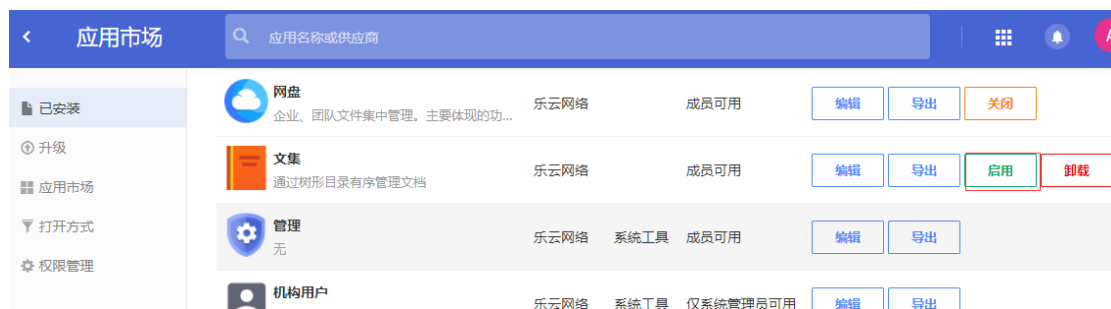 应用市场
应用名称或供应商
已安装
升级
应用市场
打开方式
权限管理
网盘
企业、团队文件集中管理。主要体现的功...
乐云网络 成员可用 编辑 导出 关闭
文集
通过树形目录有序管理文档
乐云网络 成员可用 编辑 导出 启用 卸载
管理
无
乐云网络 系统工具 成员可用 编辑 导出
机构用户
乐云网络 系统工具 仅系统管理员可用 编辑 导出